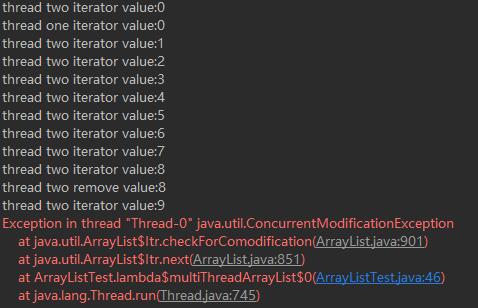 thread two iterator value:0
thread one iterator value:0
thread two iterator value:1
thread two iterator value:2
thread two iterator value:3
thread two iterator value:4
thread two iterator value:5
thread two iterator value:6
thread two iterator value:7
thread two iterator value:8
thread two remove value:8
thread two iterator value:9
Exception in thread "Thread-0" java.util.ConcurrentModificationException
at java.util.ArrayList$Itr.checkForComodification(ArrayList.java:901)
at java.util.ArrayList$Itr.next(ArrayList.java:851)
at ArrayListTest.lambda$multiThreadArrayList$0(ArrayListTest.java:46)
at java.lang.Thread.run(Thread.java:745)